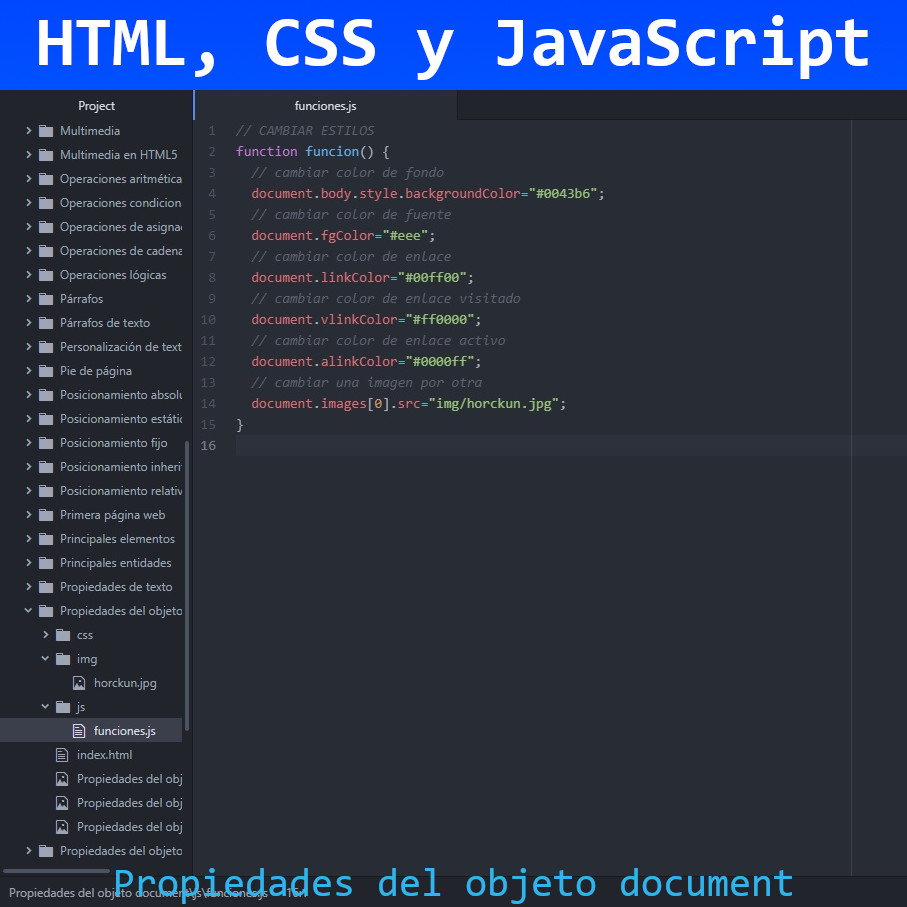 HTML, CSS y JavaScript
Project
Multimedia
Multimedia en HTML5
Operaciones aritmética
Operaciones condicion
Operaciones de asigna
Operaciones de cadena
Operaciones lógicas
Párrafos
Párrafos de texto
Personalización de text
Pie de página
Posicionamiento absolu
Posicionamiento estátic
Posicionamiento fijo
Posicionamiento inheri
Posicionamiento relativ
Primera página web
Principales elementos
Principales entidades
Propiedades de texto
Propiedades del objeto
css
img
horckun.jpg
js
funciones.js
index.html
Propiedades del obj
Propiedades del obj
Propiedades del obj
Propiedades del objeto
funciones.js
1 // CAMBIAR ESTILOS
2 function funcion() {
3 // cambiar color de fondo
4 document.body.style.backgroundColor="#0043b6";
5 // cambiar color de fuente
6 document.fgColor="#eee";
7 // cambiar color de enlace
8 document.linkColor="#00ff00";
9 // cambiar color de enlace visitado
10 document.vlinkColor="#ff0000";
11 // cambiar color de enlace activo
12 document.alinkColor="#0000ff";
13 // cambiar una imagen por otra
14 document.images[0].src="img/horckun.jpg";
15 }
16
Propiedades del objeto document\js\funciones.js
Propiedades del objeto document